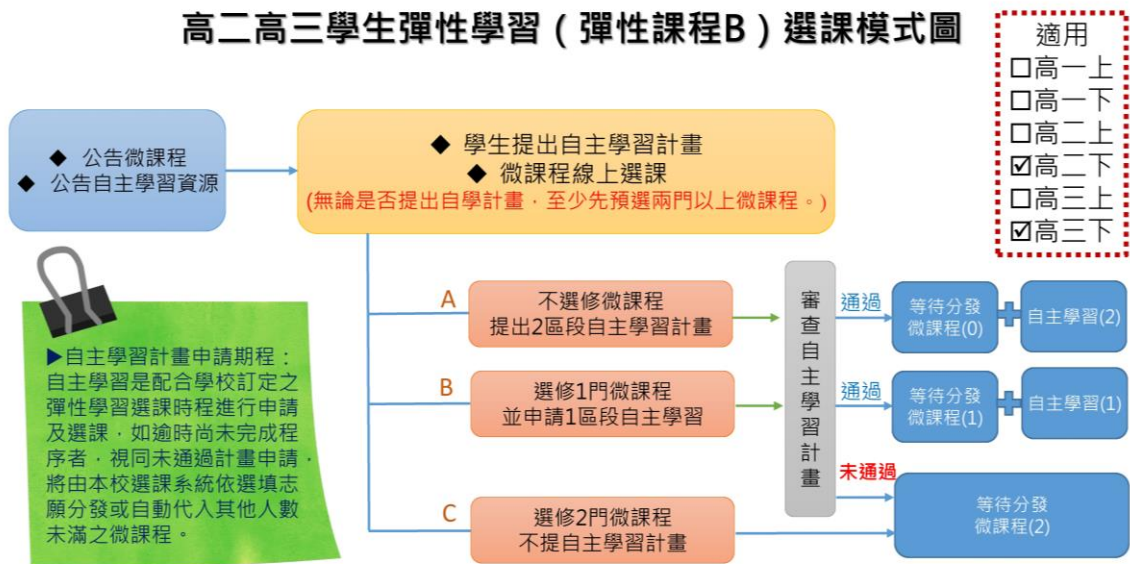 高二高三學生彈性學習（彈性課程B）選課模式圖
適用
☐高一上
☐高一下
☐高二上
☑高二下
☐高三上
☑高三下
◆ 公告微課程
◆ 公告自主學習資源
◆ 學生提出自主學習計畫
◆ 微課程線上選課
(無論是否提出自學計畫，至少先預選兩門以上微課程。)
▶自主學習計畫申請期程：
自主學習是配合學校訂定之
彈性學習選課時程進行申請
及選課，如逾時尚未完成程
序者，視同未通過計畫申請，
將由本校選課系統依選填志
願分發或自動代入其他人數
未滿之微課程。
A
不選修微課程
提出2區段自主學習計畫
B
選修1門微課程
並申請1區段自主學習
C
選修2門微課程
不提自主學習計畫
審查自主學習計畫
通過
等待分發
微課程(0)
自主學習(2)
通過
等待分發
微課程(1)
自主學習(1)
未通過
等待分發
微課程(2)